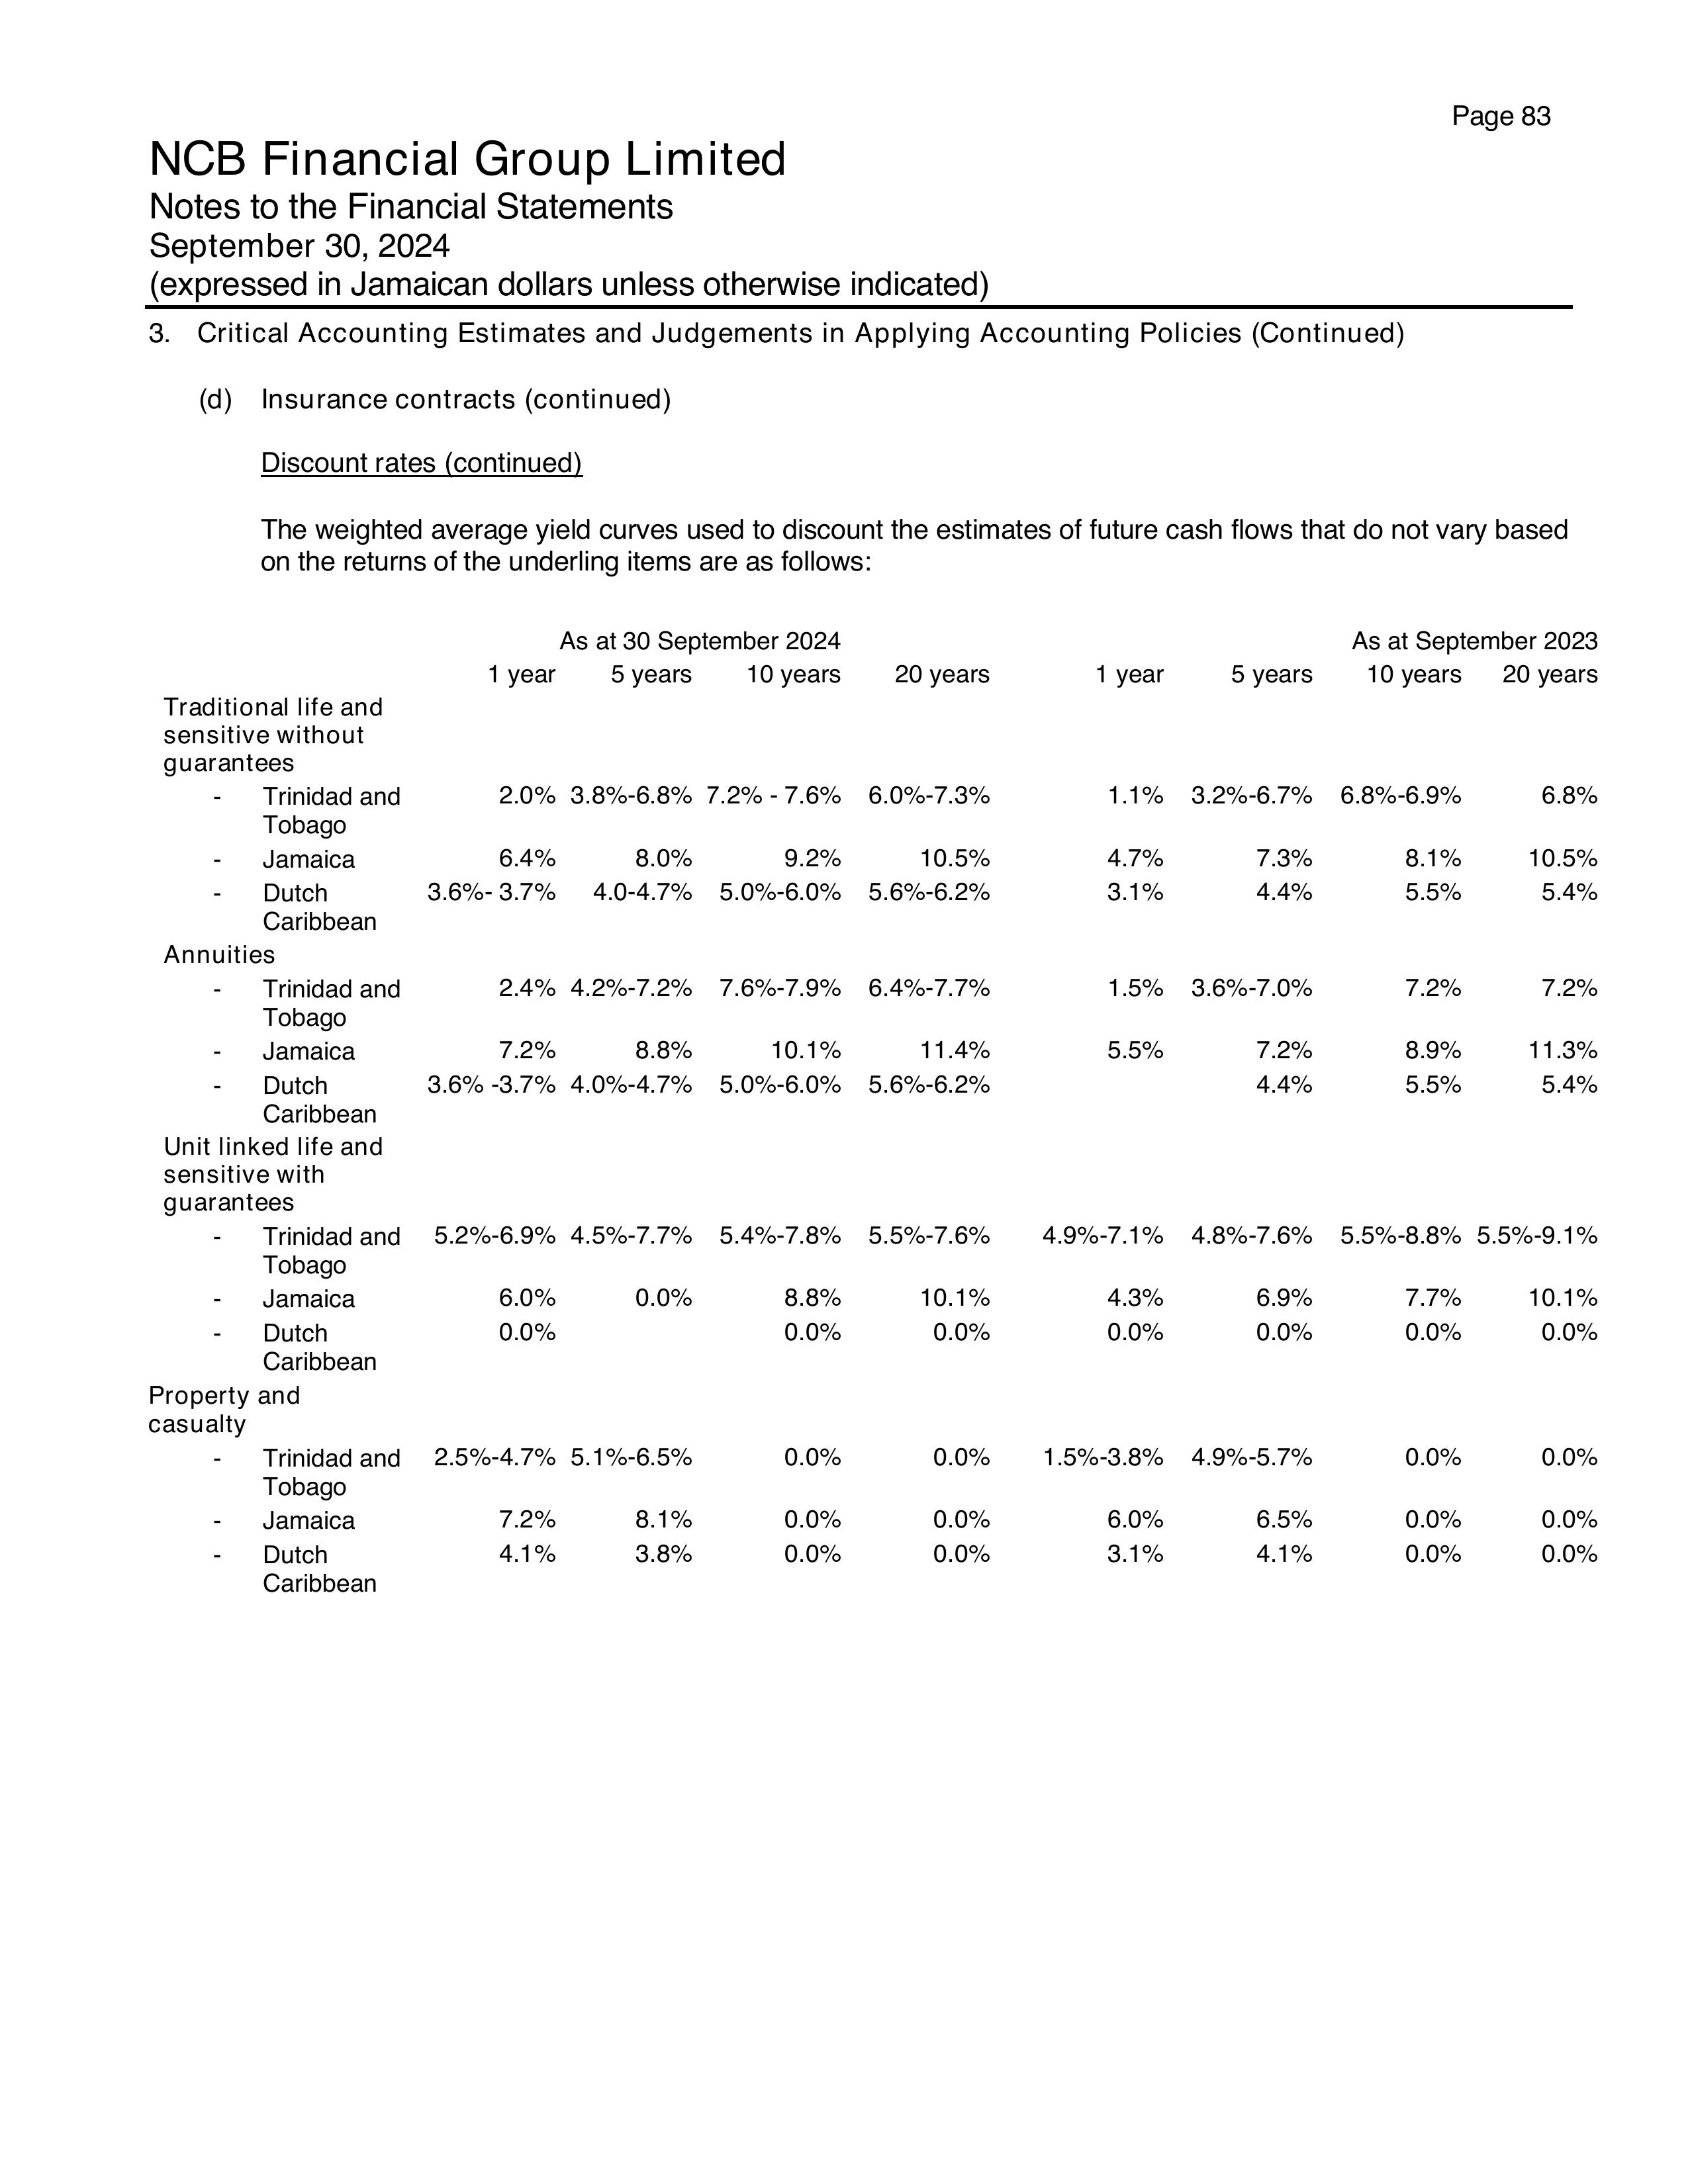 Page 83
NCB Financial Group Limited
Notes to the Financial Statements
September 30, 2024
(expressed in Jamaican dollars unless otherwise indicated)
3. Critical Accounting Estimates and Judgements in Applying Accounting Policies (Continued)
(d) Insurance contracts (continued)
Discount rates (continued)
The weighted average yield curves used to discount the estimates of future cash flows that do not vary based
on the returns of the underling items are as follows:
As at 30 September 2024 As at September 2023
1 year 5 years 10 years 20 years 1 year 5 years 10 years 20 years
Traditional life and
sensitive without
guarantees
- Trinidad and 2.0% 3.8%-6.8% 7.2% - 7.6% 6.0%-7.3% 1.1% 3.2%-6.7% 6.8%-6.9% 6.8%
Tobago
- Jamaica 6.4% 8.0% 9.2% 10.5% 4.7% 7.3% 8.1% 10.5%
- Dutch 3.6%- 3.7% 4.0-4.7% 5.0%-6.0% 5.6%-6.2% 3.1% 4.4% 5.5% 5.4%
Caribbean
Annuities
- Trinidad and 2.4% 4.2%-7.2% 7.6%-7.9% 6.4%-7.7% 1.5% 3.6%-7.0% 7.2% 7.2%
Tobago
- Jamaica 7.2% 8.8% 10.1% 11.4% 5.5% 7.2% 8.9% 11.3%
- Dutch 3.6% -3.7% 4.0%-4.7% 5.0%-6.0% 5.6%-6.2% 4.4% 5.5% 5.4%
Caribbean
Unit linked life and
sensitive with
guarantees
- Trinidad and 5.2%-6.9% 4.5%-7.7% 5.4%-7.8% 5.5%-7.6% 4.9%-7.1% 4.8%-7.6% 5.5%-8.8% 5.5%-9.1%
Tobago
- Jamaica 6.0% 0.0% 8.8% 10.1% 4.3% 6.9% 7.7% 10.1%
- Dutch 0.0% 0.0% 0.0% 0.0% 0.0% 0.0% 0.0%
Caribbean
Property and
casualty
- Trinidad and 2.5%-4.7% 5.1%-6.5% 0.0% 0.0% 1.5%-3.8% 4.9%-5.7% 0.0% 0.0%
Tobago
- Jamaica 7.2% 8.1% 0.0% 0.0% 6.0% 6.5% 0.0% 0.0%
- Dutch 4.1% 3.8% 0.0% 0.0% 3.1% 4.1% 0.0% 0.0%
Caribbean